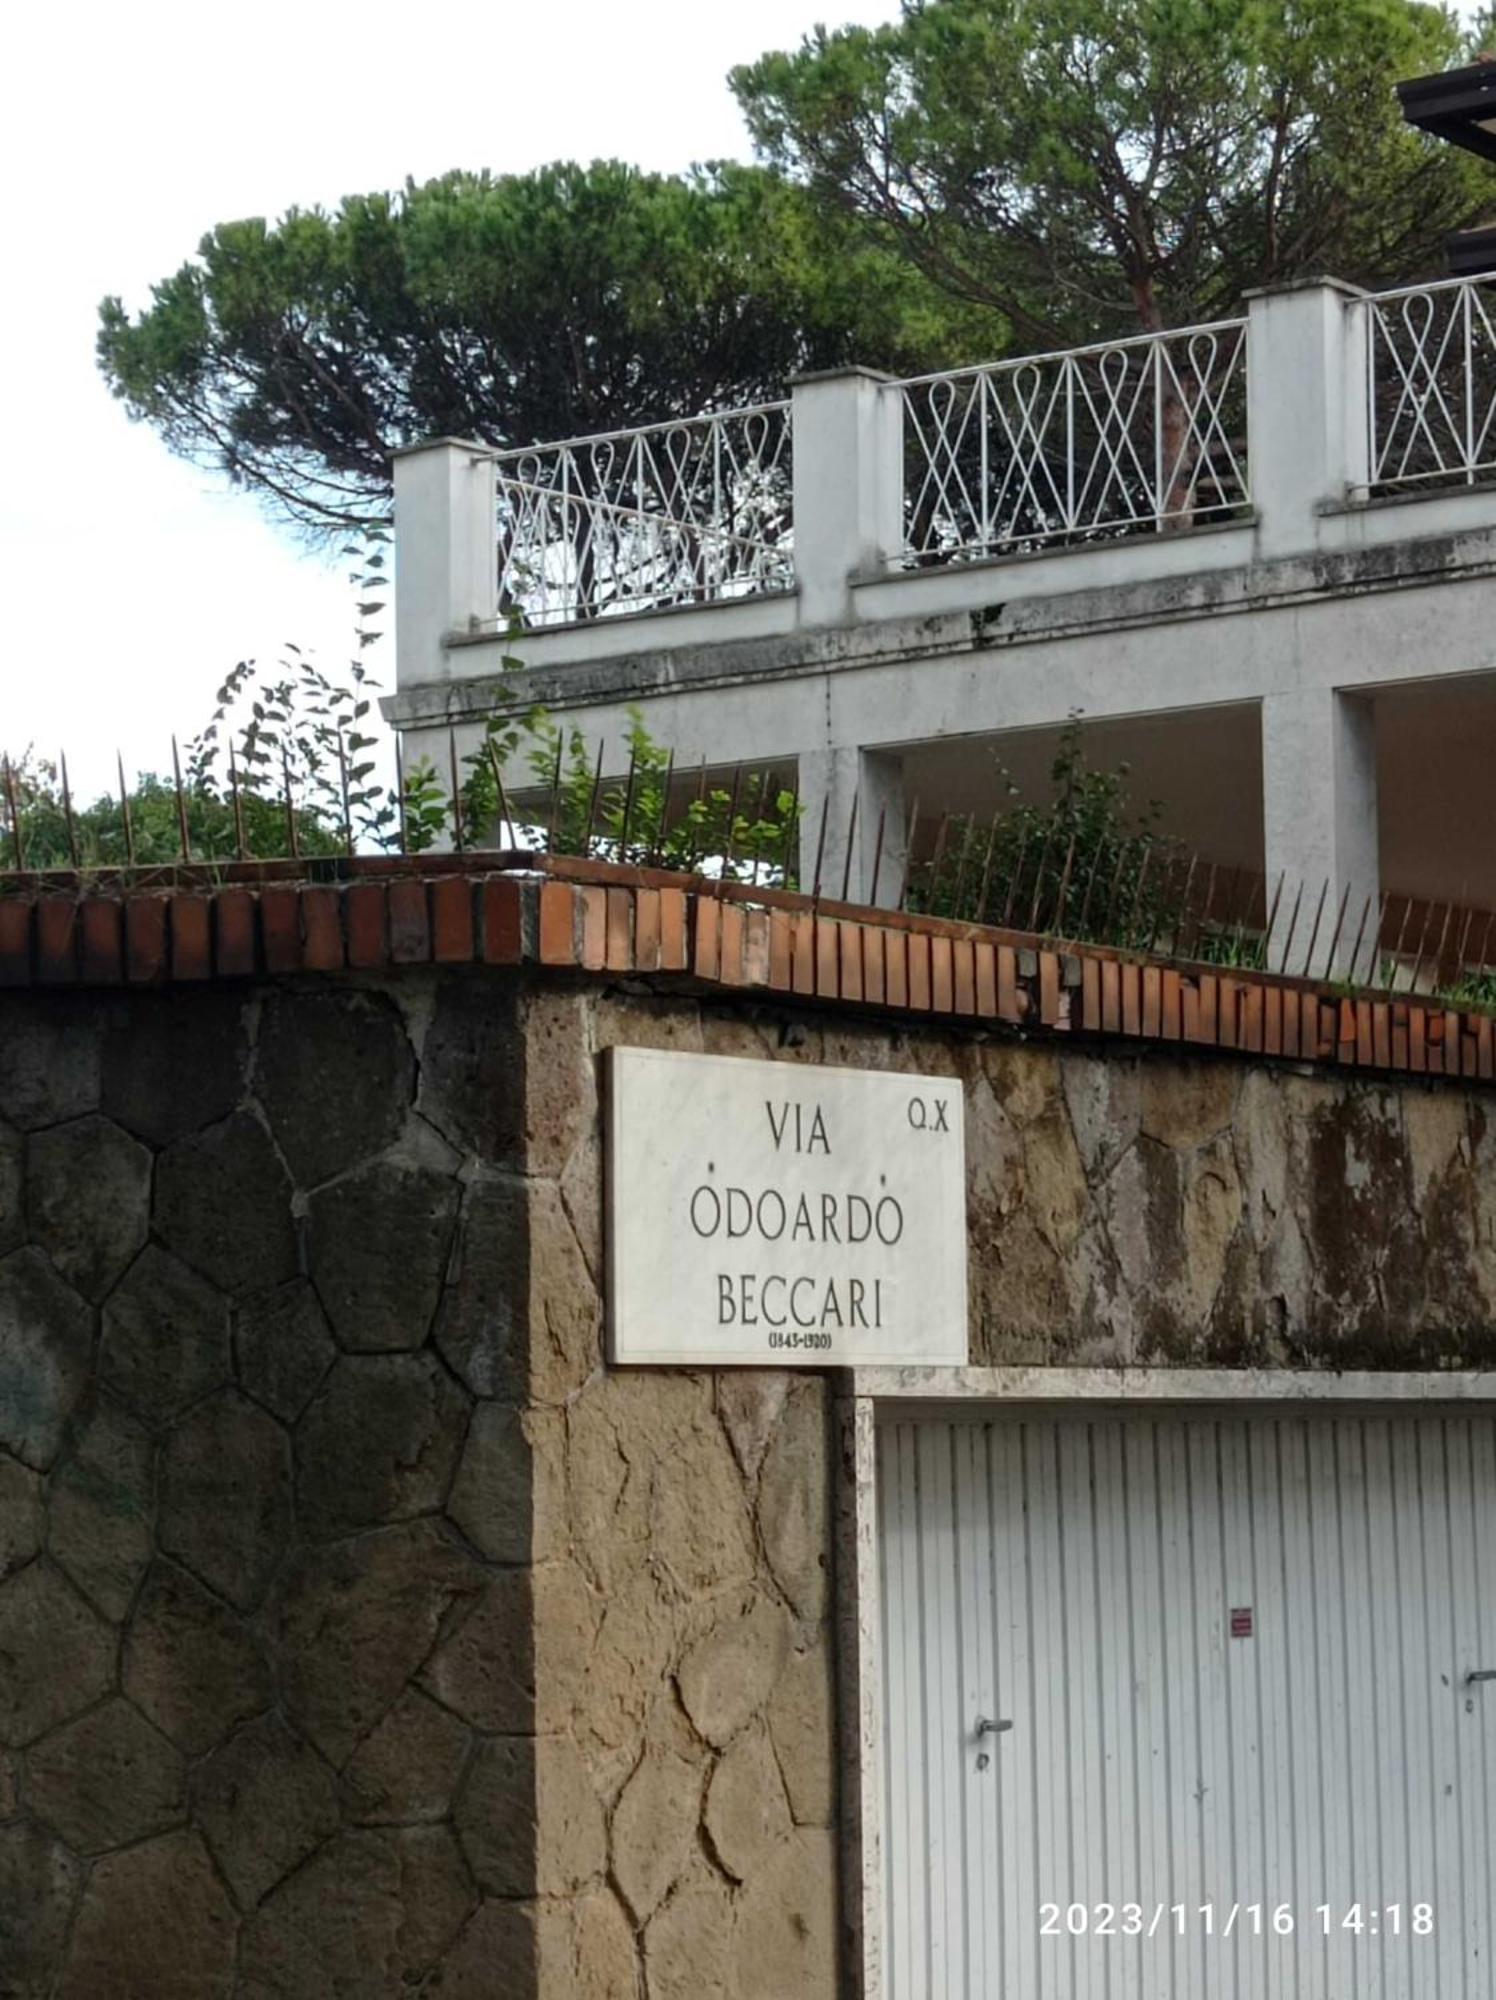 VIA
Q.X
ODOARDO
BECCARI
(1843-1920)
2023/11/16 14:18